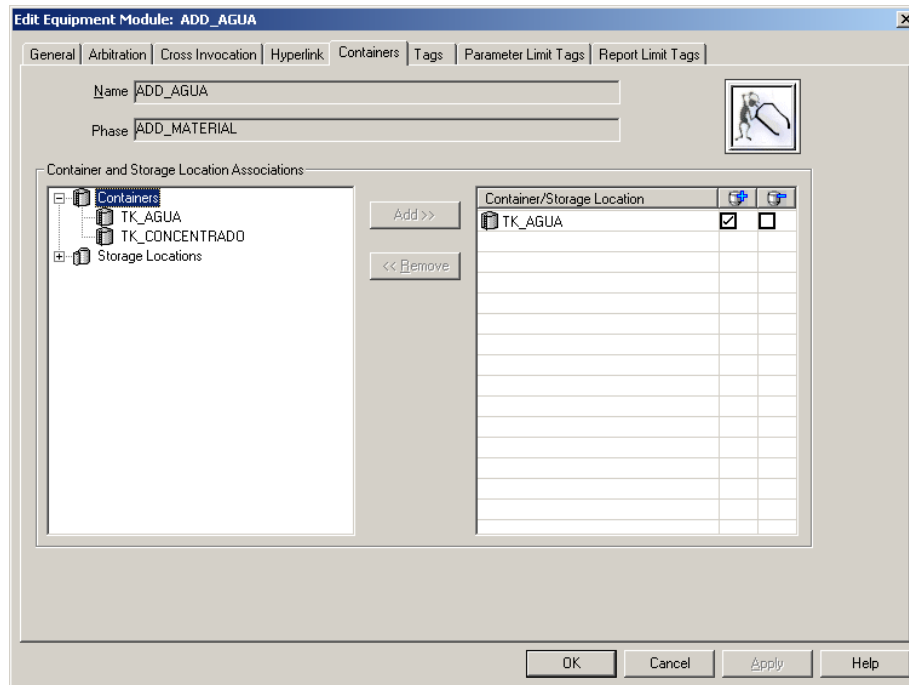 Edit Equipment Module: ADD_AGUA
General Arbitration Cross Invocation Hyperlink Containers Tags Parameter Limit Tags Report Limit Tags
Name ADD_AGUA
Phase ADD_MATERIAL
Container and Storage Location Associations
Containers
TK_AGUA
TK_CONCENTRADO
Storage Locations
Add >>
<< Remove
Container/Storage Location
TK_AGUA
OK Cancel Apply Help